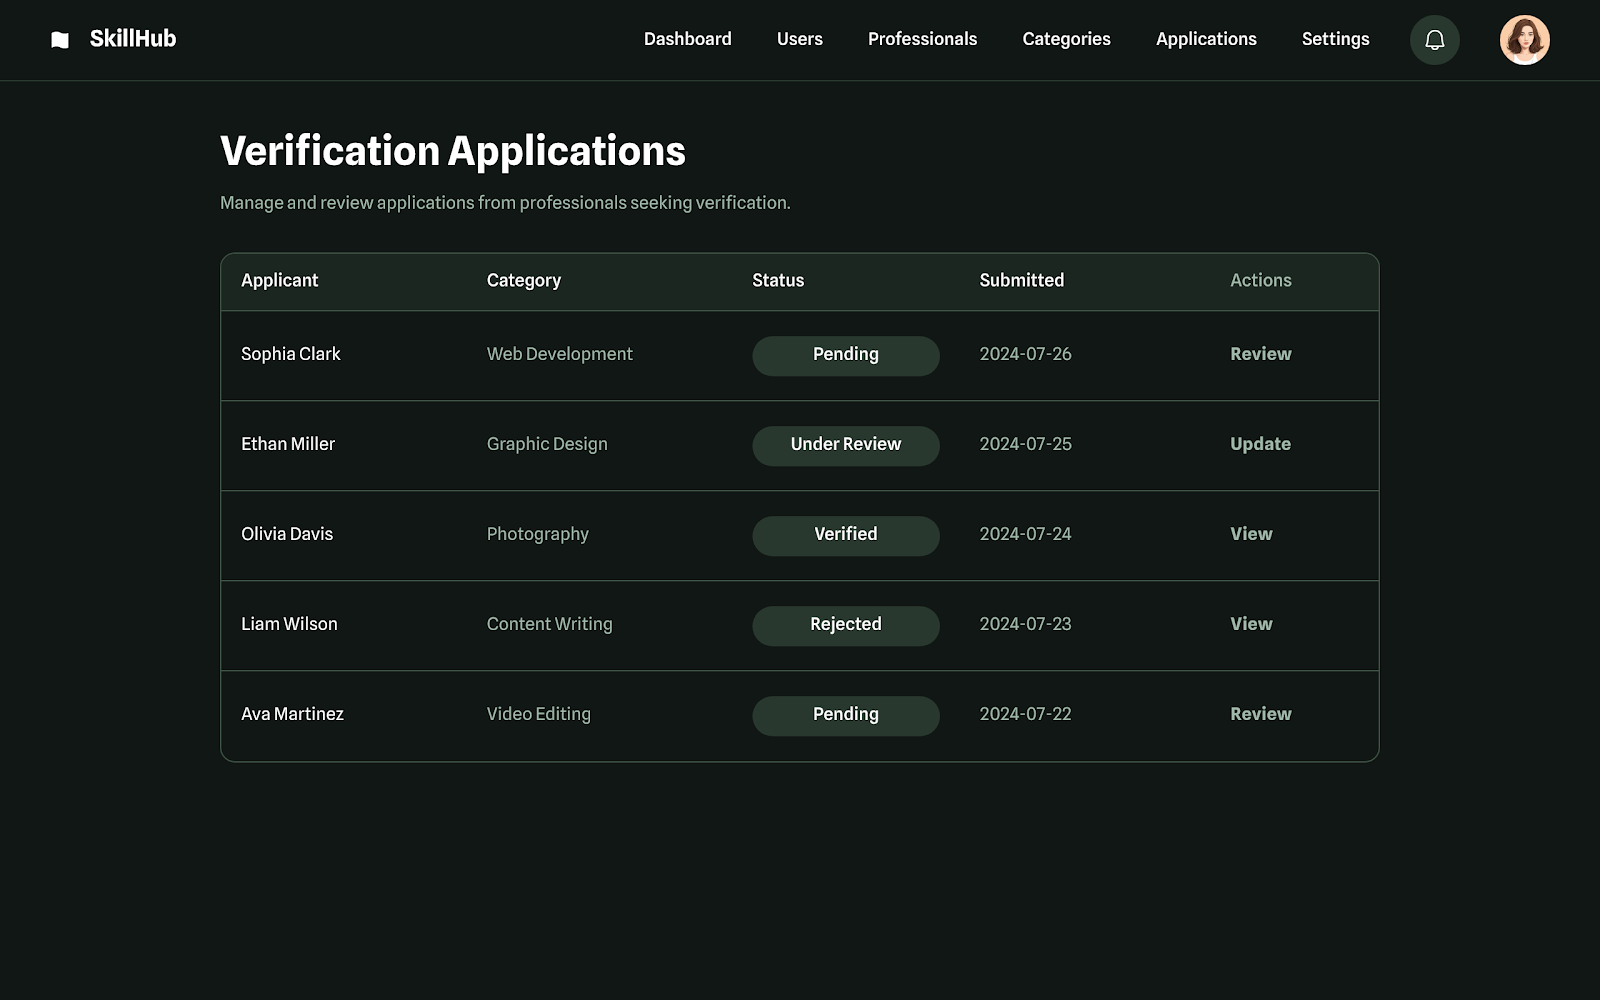 SkillHub Dashboard Users Professionals Categories Applications Settings
Verification Applications
Manage and review applications from professionals seeking verification.
Applicant Category Status Submitted Actions
Sophia Clark Web Development Pending 2024-07-26 Review
Ethan Miller Graphic Design Under Review 2024-07-25 Update
Olivia Davis Photography Verified 2024-07-24 View
Liam Wilson Content Writing Rejected 2024-07-23 View
Ava Martinez Video Editing Pending 2024-07-22 Review